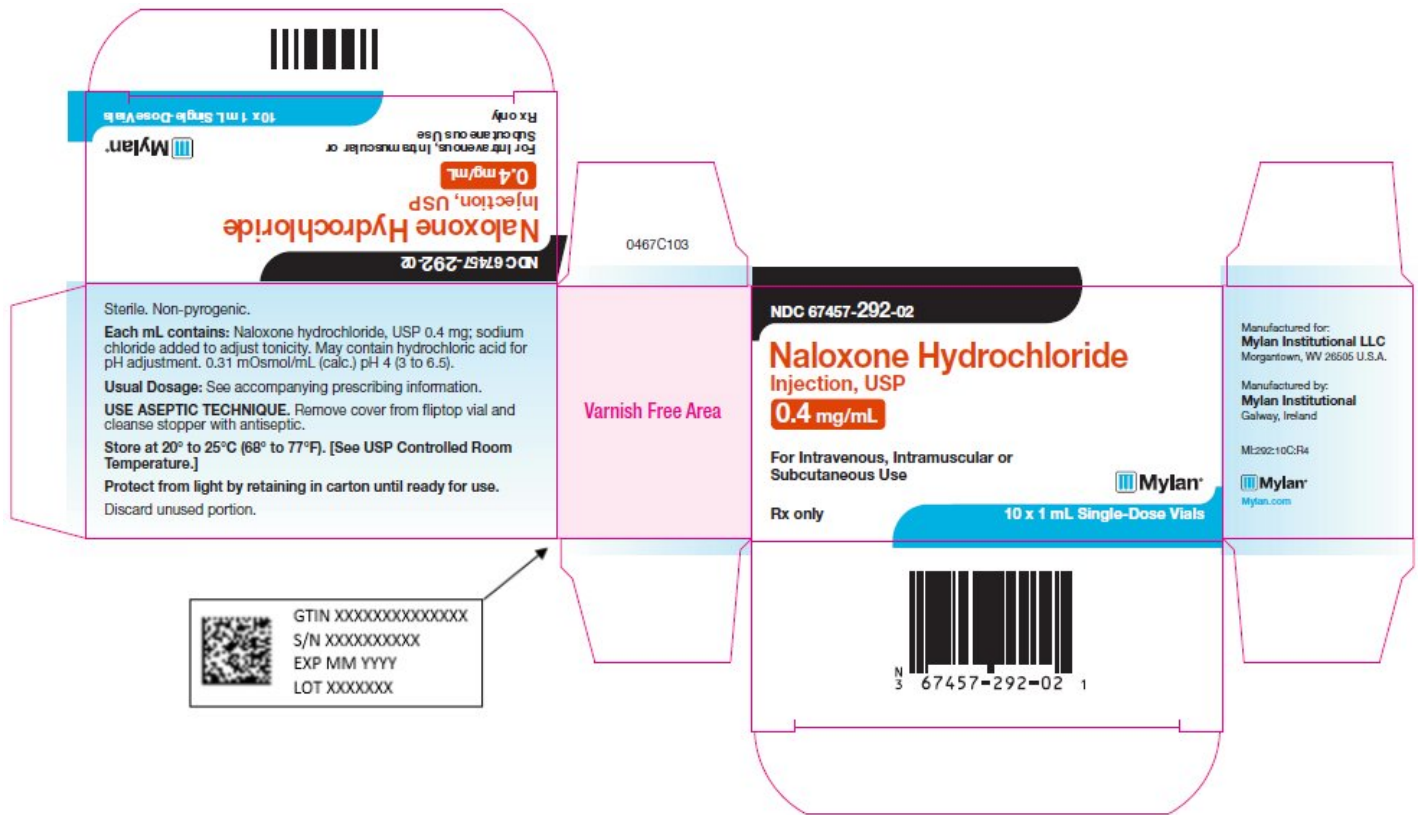 10 x 1 mL Single-Dose Vials
Rx only
For Intravenous, Intramuscular or
Subcutaneous Use
Mylan®
0.4 mg/mL
Injection, USP
Naloxone Hydrochloride
NDC 67457-292-02
Sterile. Non-pyrogenic.
Each mL contains: Naloxone hydrochloride, USP 0.4 mg; sodium
chloride added to adjust tonicity. May contain hydrochloric acid for
pH adjustment. 0.31 mOsmol/mL (calc.) pH 4 (3 to 6.5).
Usual Dosage: See accompanying prescribing information.
USE ASEPTIC TECHNIQUE. Remove cover from fliptop vial and
cleanse stopper with antiseptic.
Store at 20° to 25°C (68° to 77°F). [See USP Controlled Room
Temperature.]
Protect from light by retaining in carton until ready for use.
Discard unused portion.
GTIN XXXXXXXXXXXXXX
S/N XXXXXXXXXX
EXP MM YYYY
LOT XXXXXXX
0467C103
Varnish Free Area
NDC 67457-292-02
Naloxone Hydrochloride
Injection, USP
0.4 mg/mL
For Intravenous, Intramuscular or
Subcutaneous Use
Mylan®
Rx only
10 x 1 mL Single-Dose Vials
N
3 67457-292-02 1
Manufactured for:
Mylan Institutional LLC
Morgantown, WV 26505 U.S.A.
Manufactured by:
Mylan Institutional
Galway, Ireland
MI:292:10C:R4
Mylan®
Mylan.com